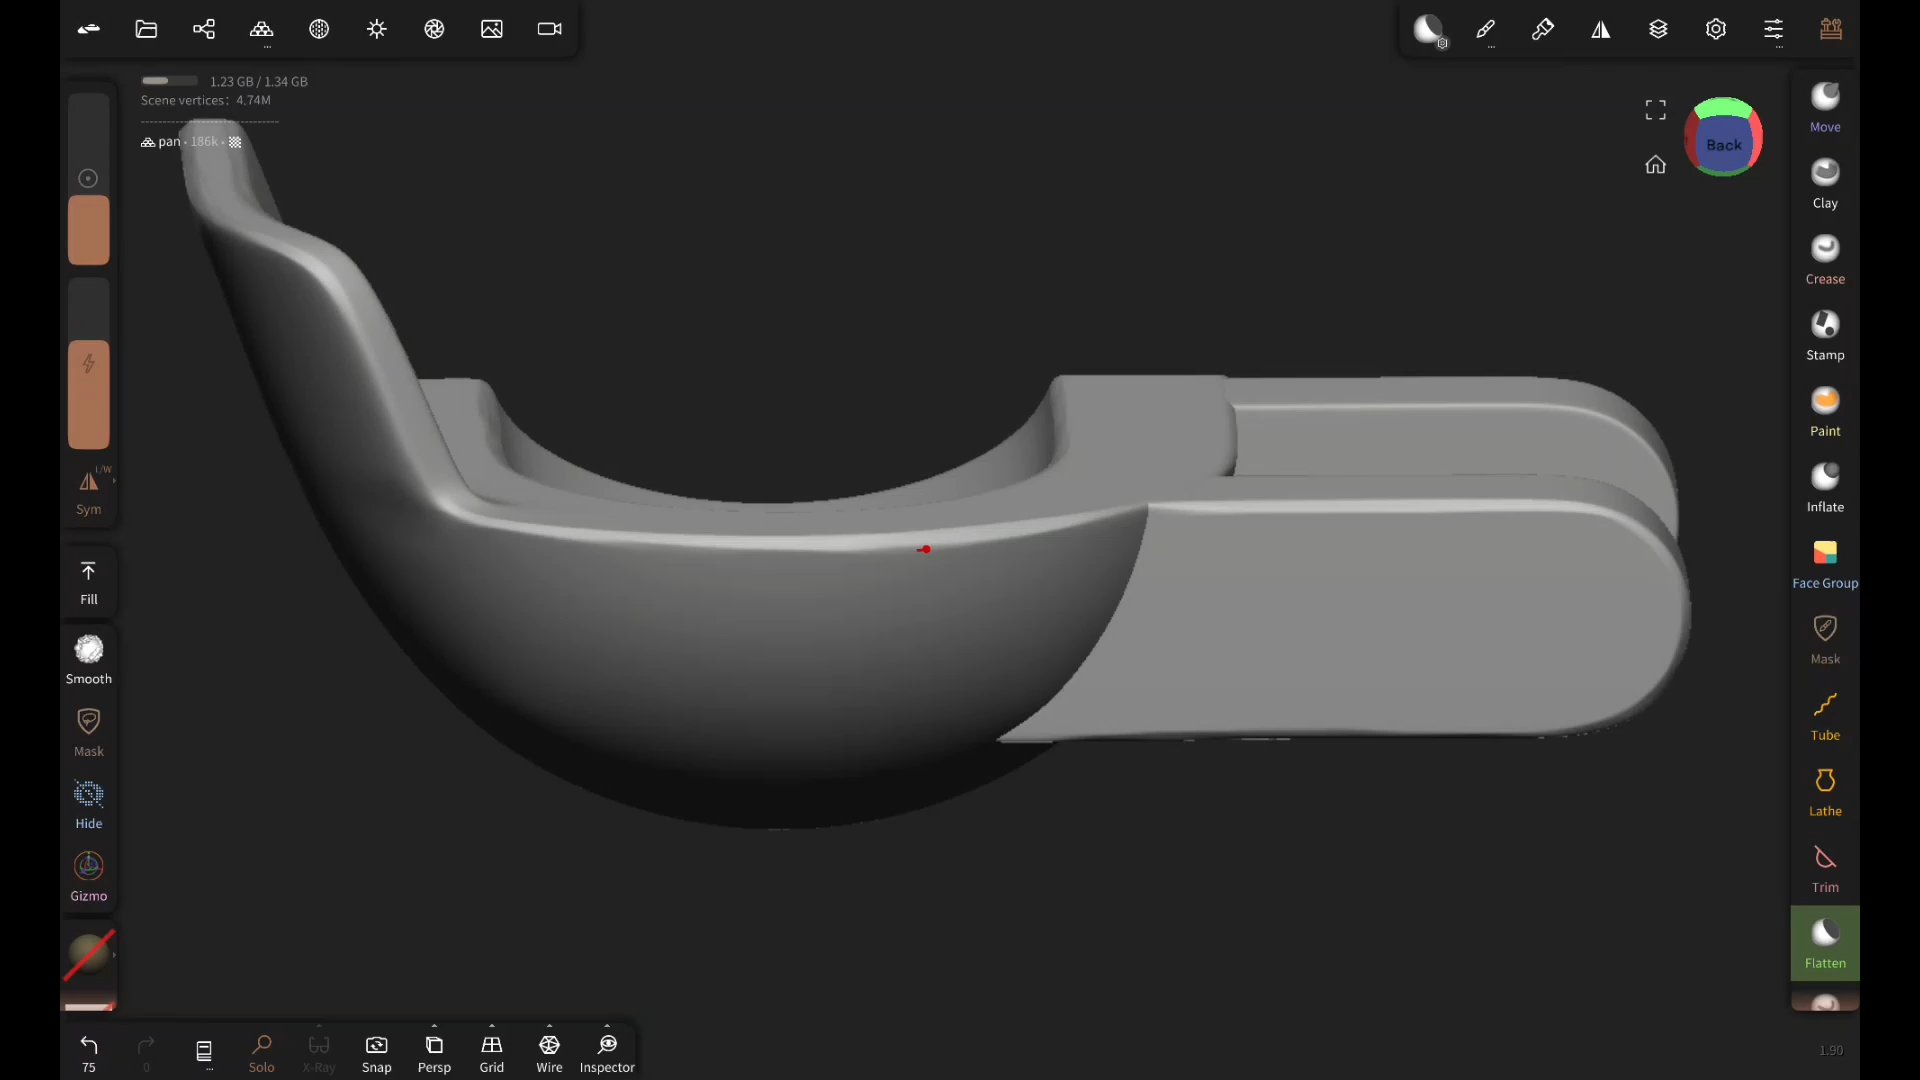 1.23 GB / 1.34 GB
Scene vertices: 4.74M
pan • 186k •
Back
L/W
Sym
Fill
Smooth
Mask
Hide
Gizmo
Move
Clay
Crease
Stamp
Paint
Inflate
Face Group
Mask
Tube
Lathe
Trim
Flatten
75
0
Solo
X-Ray
Snap
Persp
Grid
Wire
Inspector
1.90